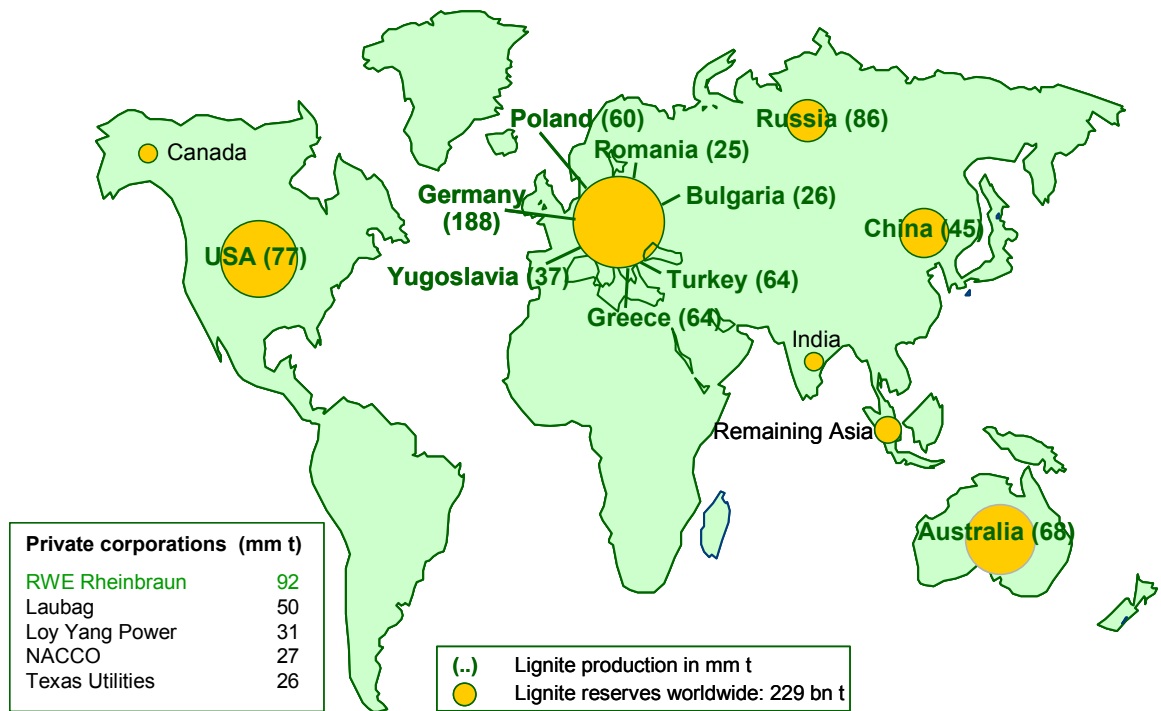 Poland (60)
Russia (86)
Canada
Romania (25)
Germany
(188)
Bulgaria (26)
China (45)
USA (77)
Yugoslavia (37)
Turkey (64)
Greece (64)
India
Remaining Asia
Australia (68)
Private corporations (mm t)
RWE Rheinbraun 92
Laubag 50
Loy Yang Power 31
NACCO 27
Texas Utilities 26
(..) Lignite production in mm t
Lignite reserves worldwide: 229 bn t